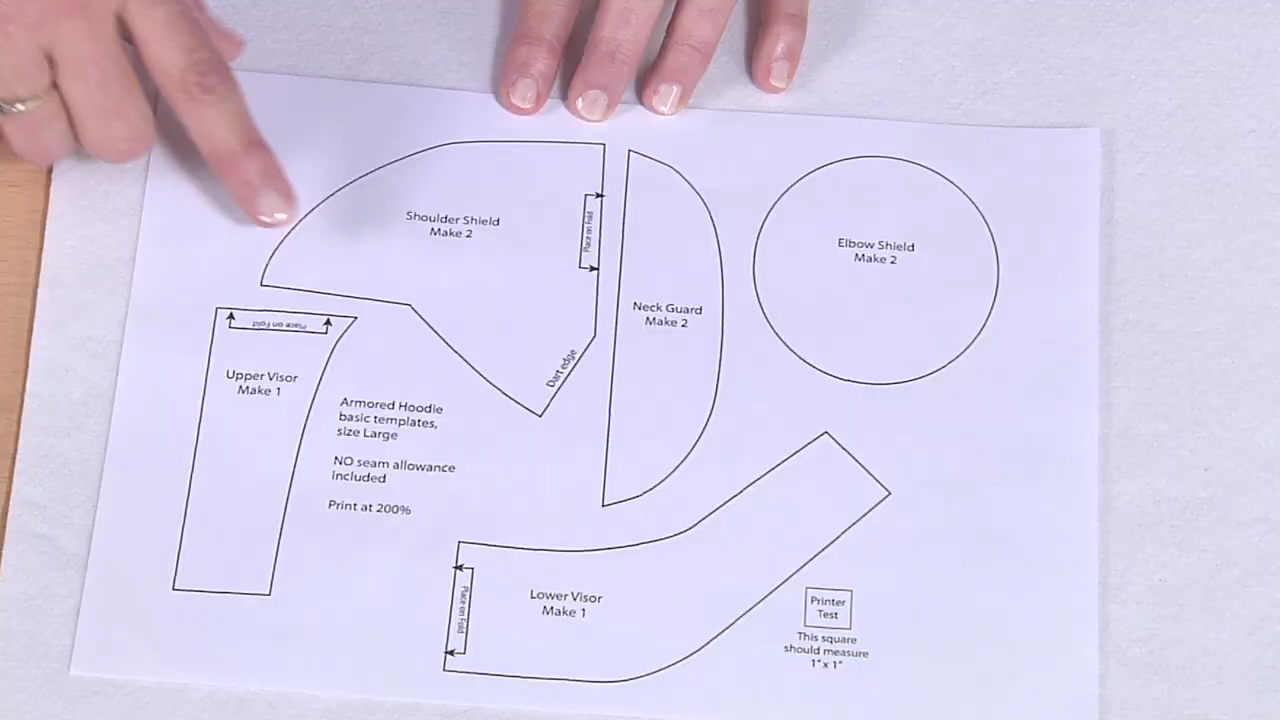 Shoulder Shield
Make 2
Place on Fold
Dart edge
Neck Guard
Make 2
Elbow Shield
Make 2
Place on Fold
Upper Visor
Make 1
Armored Hoodie
basic templates,
size Large
NO seam allowance
included
Print at 200%
Place on Fold
Lower Visor
Make 1
Printer
Test
This square
should measure
1" x 1"